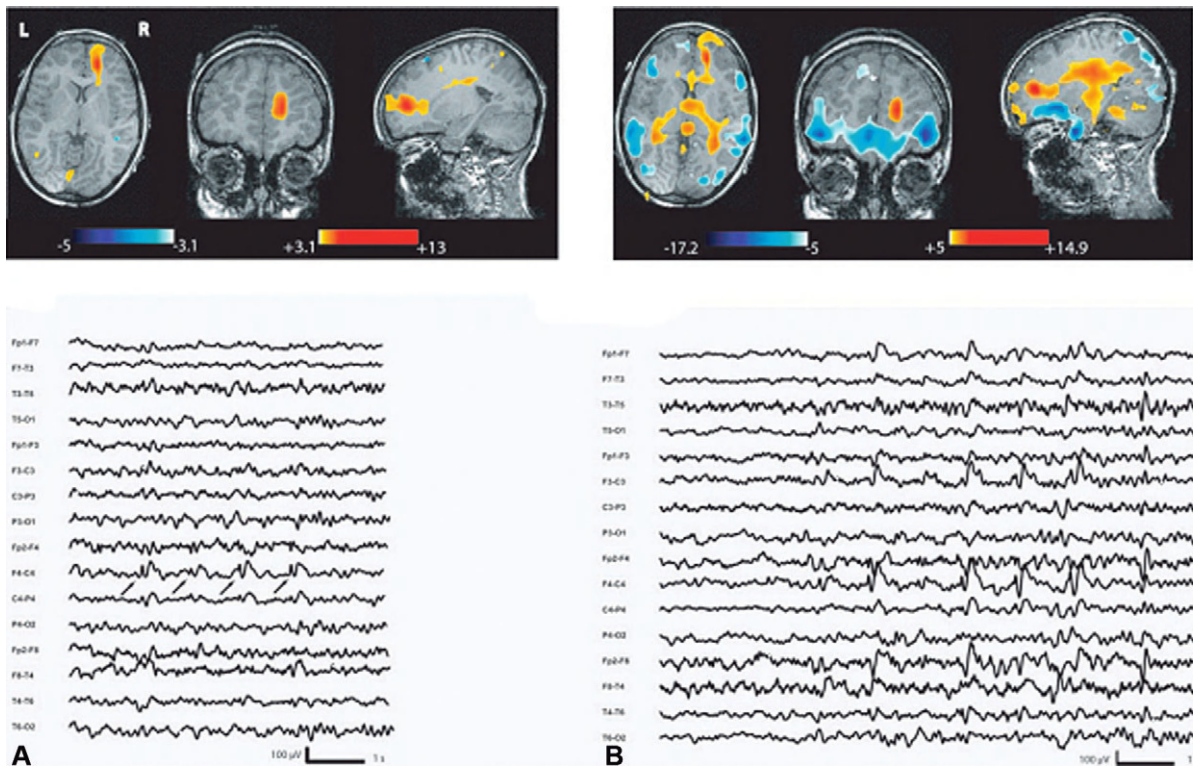 L R
-5 -3.1 +3.1 +13
-17.2 -5 +5 +14.9
Fp1-F7
F7-T3
T3-T5
T5-O1
Fp1-F3
F3-C3
C3-P3
P3-O1
Fp2-F4
F4-C4
C4-P4
P4-O2
Fp2-F8
F8-T4
T4-T6
T6-O2
A
100 µV 1 s
Fp1-F7
F7-T3
T3-T5
T5-O1
Fp1-F3
F3-C3
C3-P3
P3-O1
Fp2-F4
F4-C4
C4-P4
P4-O2
Fp2-F8
F8-T4
T4-T6
T6-O2
B
100 µV 1